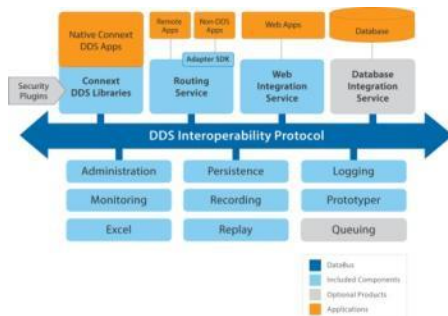 Native Connext
DDS Apps
Remote
Apps
Non DDS
Apps
Web Apps
Database
Adapter SDK
Security
Plugins
Connext
DDS Libraries
Routing
Service
Web
Integration
Service
Database
Integration
Service
DDS Interoperability Protocol
Administration
Persistence
Logging
Monitoring
Recording
Prototyper
Excel
Replay
Queuing
DataBus
Included Components
Optional Products
Applications